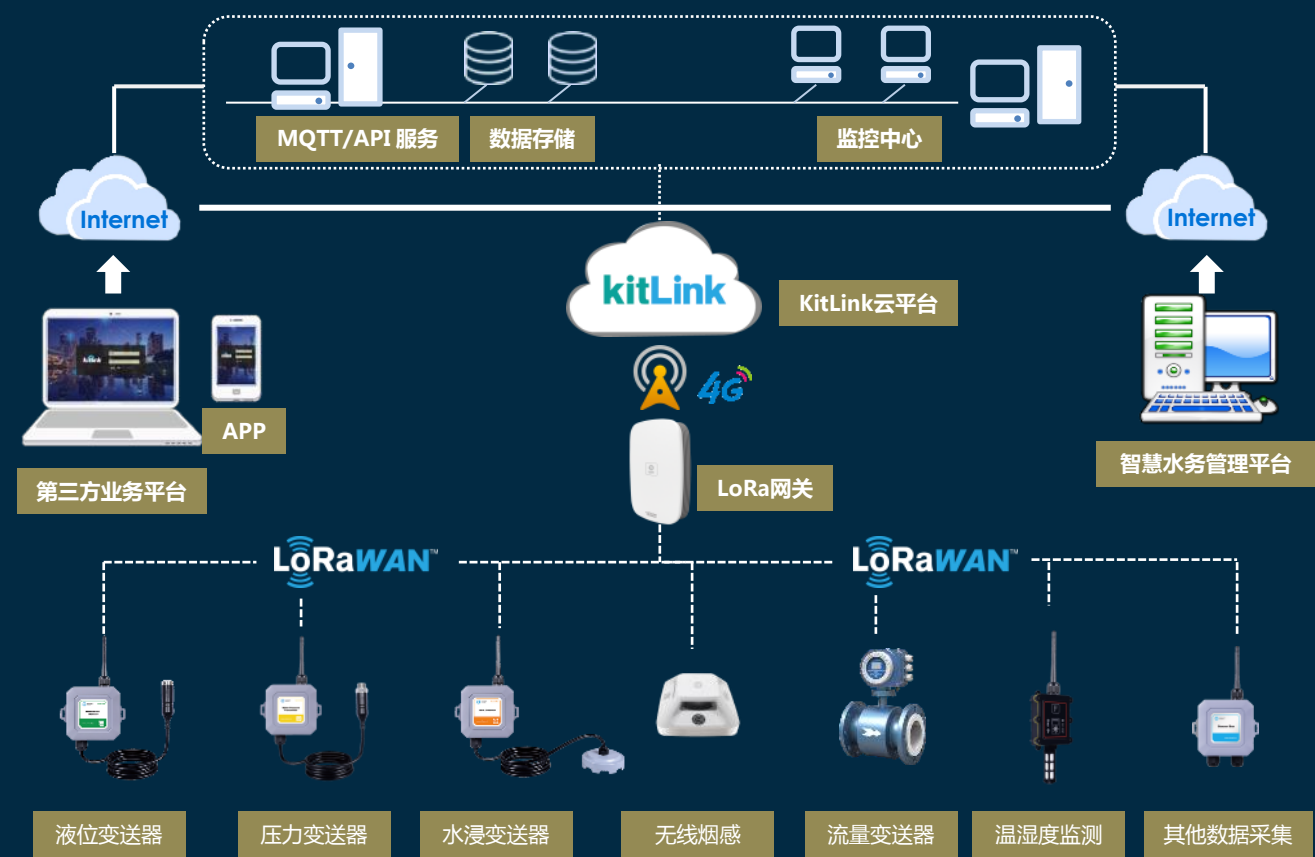 MQTT/API 服务
数据存储
监控中心
Internet
Internet
kitLink
KitLink云平台
4G
APP
第三方业务平台
LoRa网关
智慧水务管理平台
LoRaWAN™
LoRaWAN™
液位变送器
压力变送器
水浸变送器
无线烟感
流量变送器
温湿度监测
其他数据采集